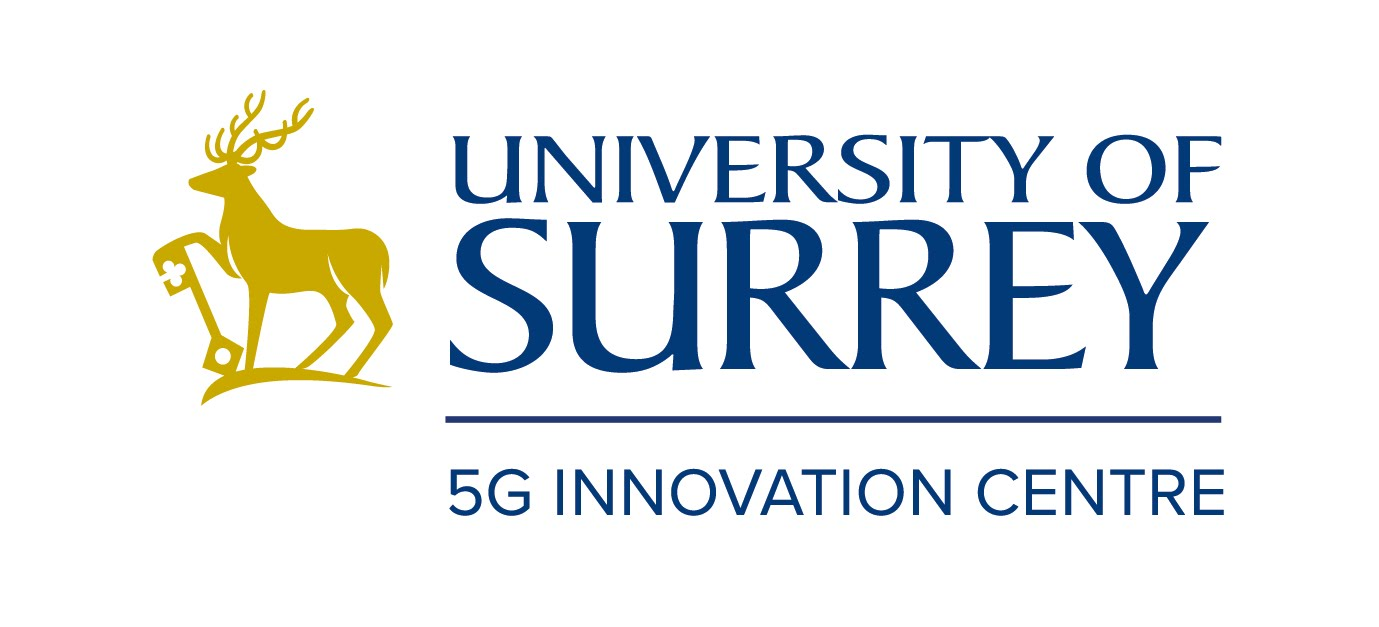 UNIVERSITY OF
SURREY
5G INNOVATION CENTRE